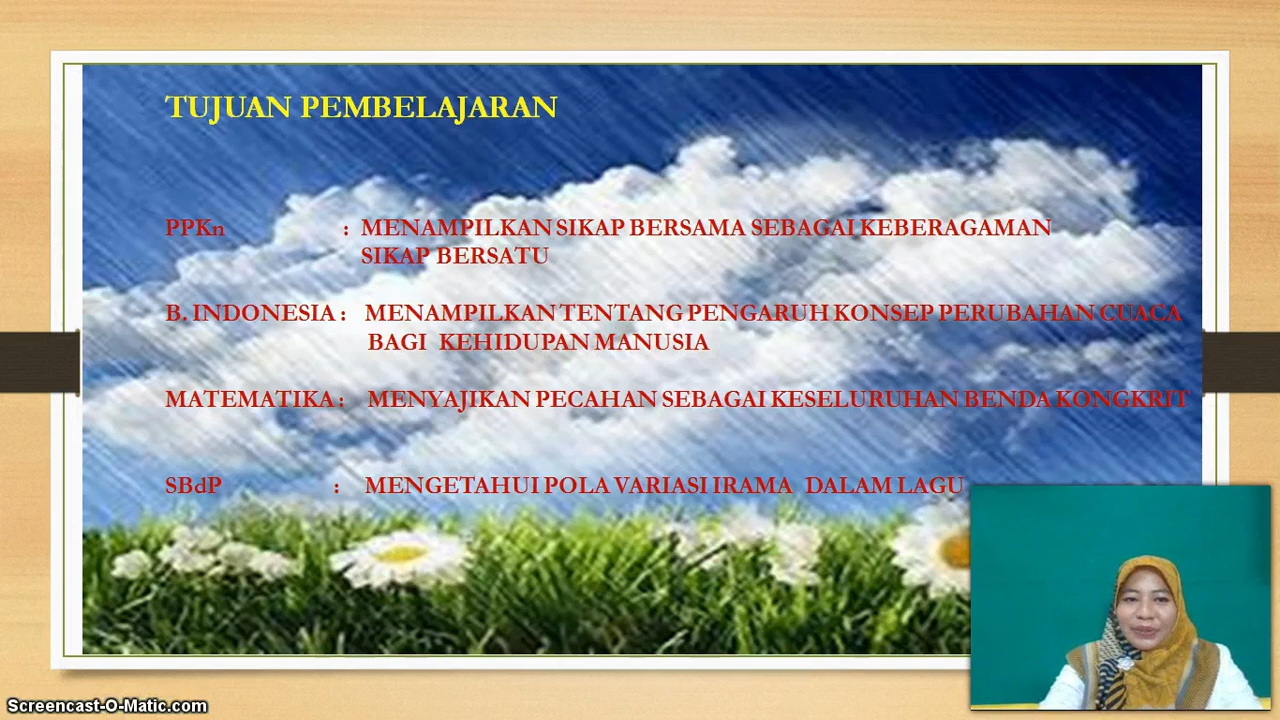 TUJUAN PEMBELAJARAN
PPKn : MENAMPILKAN SIKAP BERSAMA SEBAGAI KEBERAGAMAN
SIKAP BERSATU
B. INDONESIA : MENAMPILKAN TENTANG PENGARUH KONSEP PERUBAHAN CUACA
BAGI KEHIDUPAN MANUSIA
MATEMATIKA : MENYAJIKAN PECAHAN SEBAGAI KESELURUHAN BENDA KONGKRIT
SBdP : MENGETAHUI POLA VARIASI IRAMA DALAM LAGU
Screencast-O-Matic.com